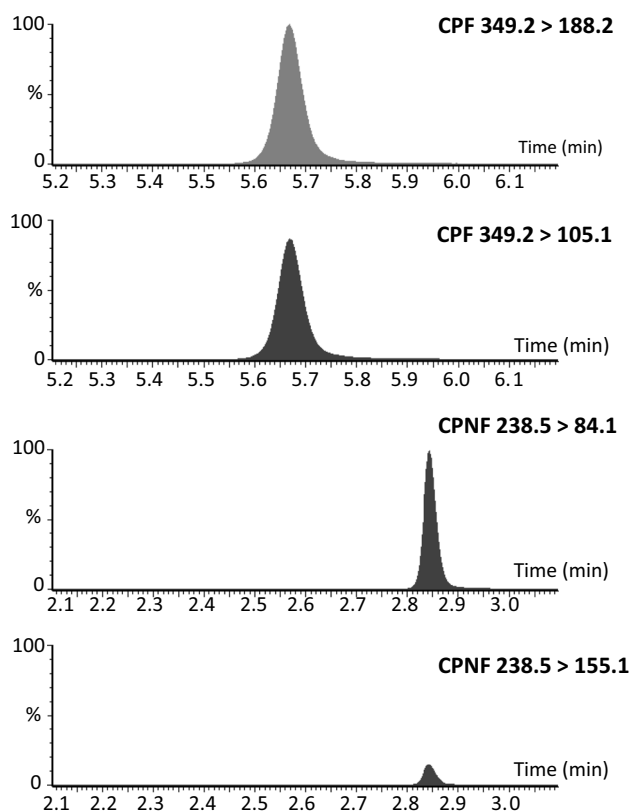 CPF 349.2 > 188.2
100
%
0
Time (min)
5.2 5.3 5.4 5.5 5.6 5.7 5.8 5.9 6.0 6.1
CPF 349.2 > 105.1
100
%
0
Time (min)
5.2 5.3 5.4 5.5 5.6 5.7 5.8 5.9 6.0 6.1
CPNF 238.5 > 84.1
100
%
0
Time (min)
2.1 2.2 2.3 2.4 2.5 2.6 2.7 2.8 2.9 3.0
CPNF 238.5 > 155.1
100
%
0
Time (min)
2.1 2.2 2.3 2.4 2.5 2.6 2.7 2.8 2.9 3.0